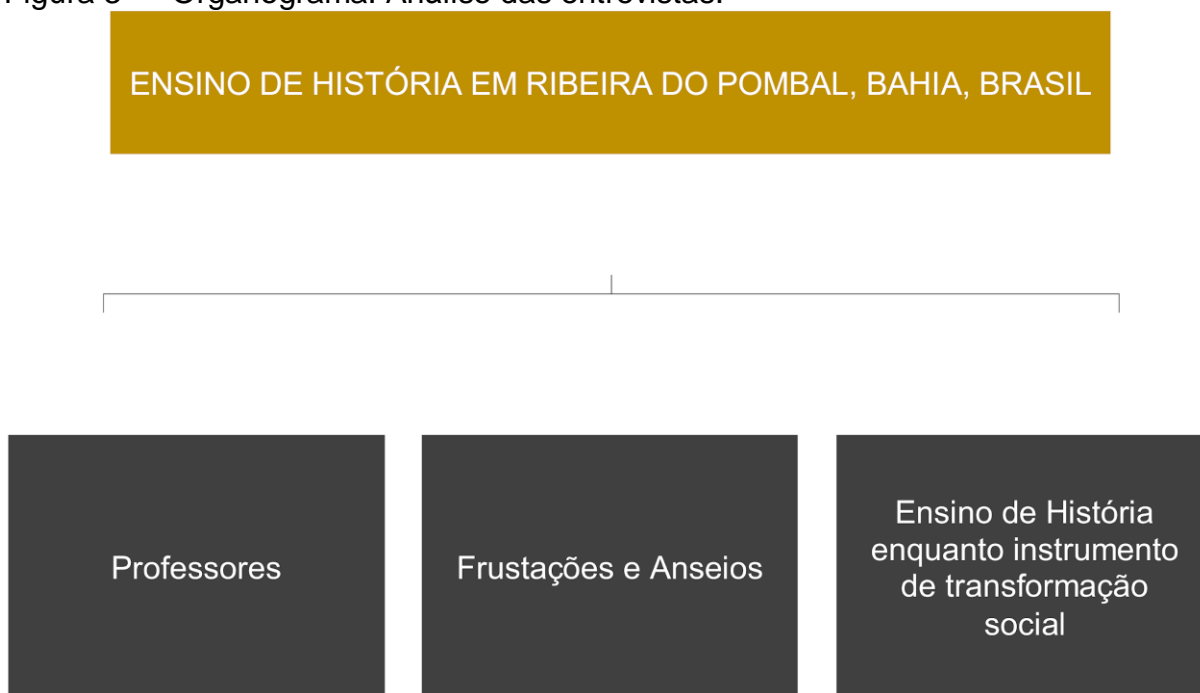 Organograma: Análise das entrevistas.
ENSINO DE HISTÓRIA EM RIBEIRA DO POMBAL, BAHIA, BRASIL
Professores
Frustações e Anseios
Ensino de História
enquanto instrumento
de transformação
social